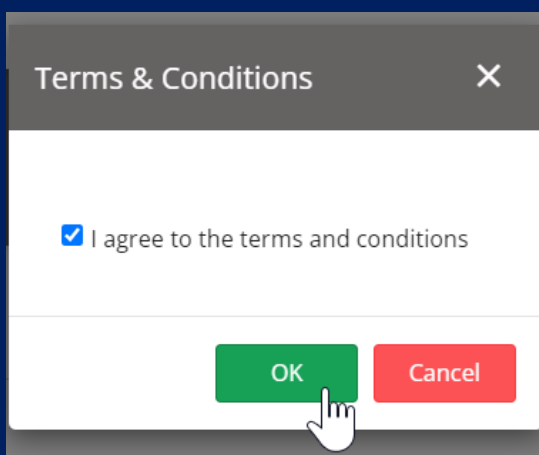 Terms & Conditions
I agree to the terms and conditions
OK Cancel